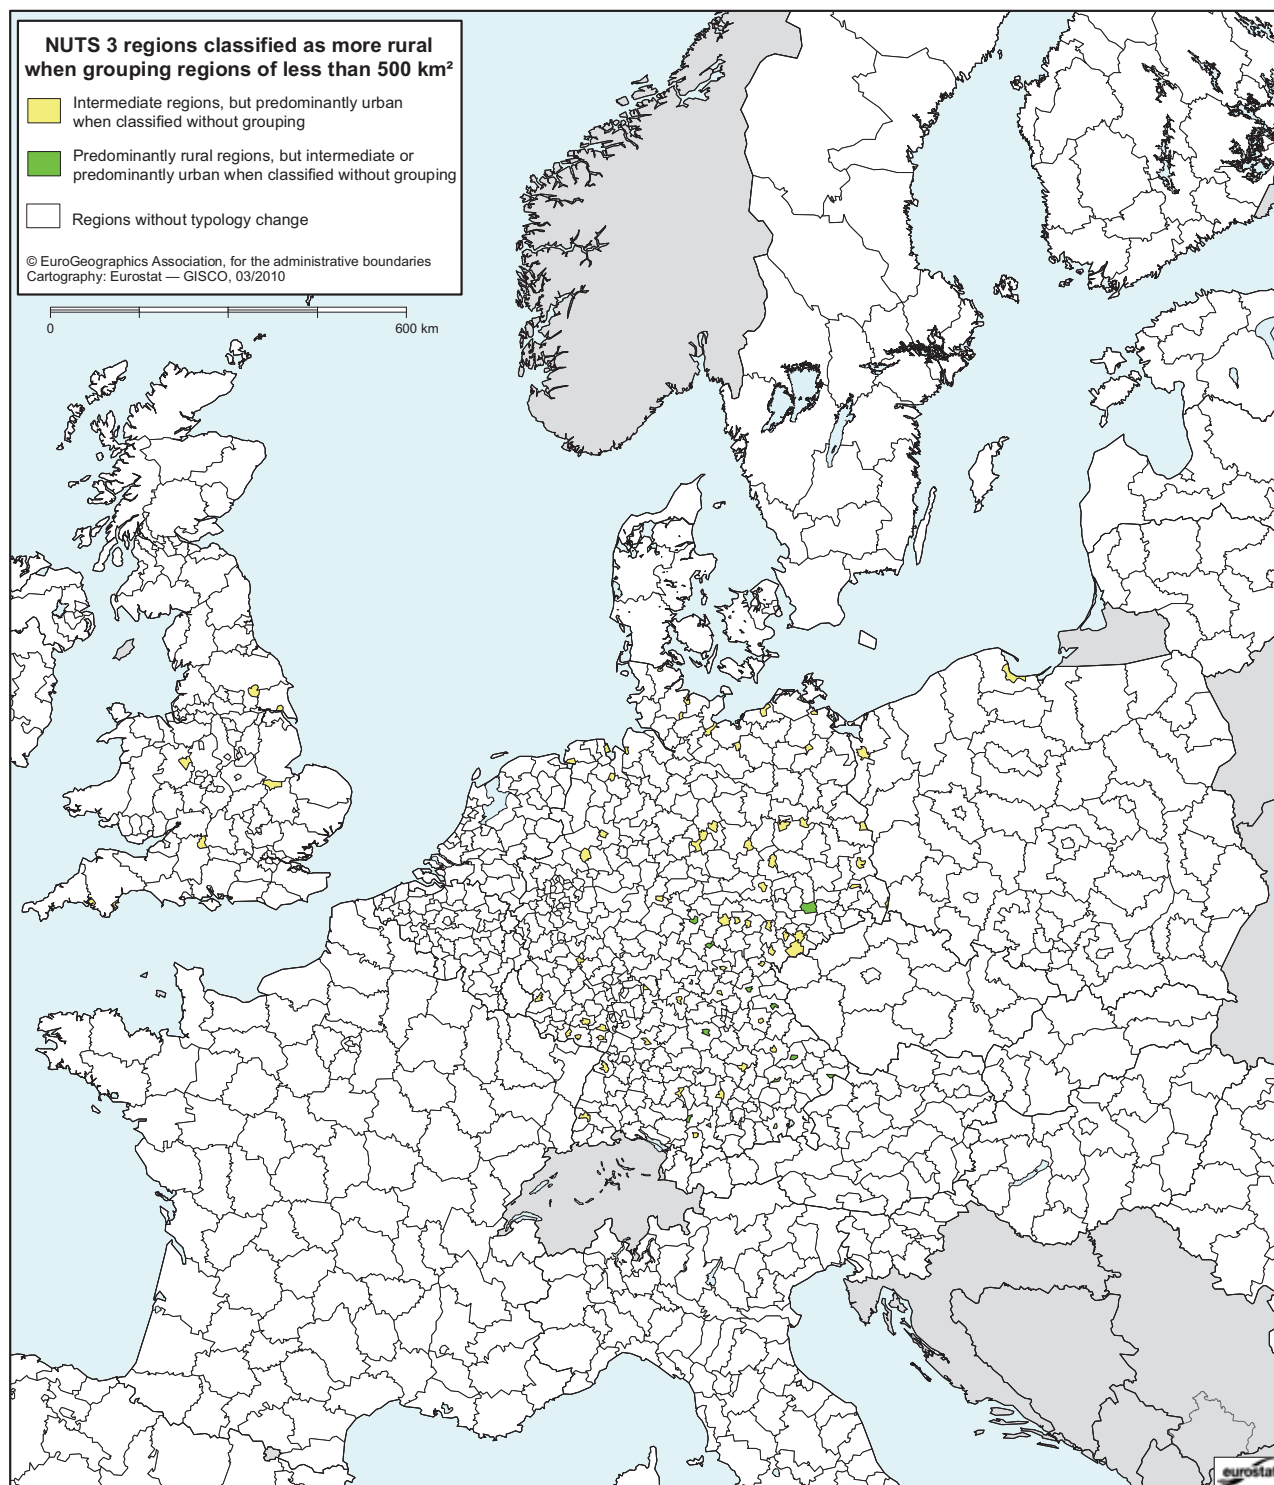 NUTS 3 regions classified as more rural
when grouping regions of less than 500 km²
Intermediate regions, but predominantly urban
when classified without grouping
Predominantly rural regions, but intermediate or
predominantly urban when classified without grouping
Regions without typology change
© EuroGeographics Association, for the administrative boundaries
Cartography: Eurostat — GISCO, 03/2010
0 600 km
eurostat